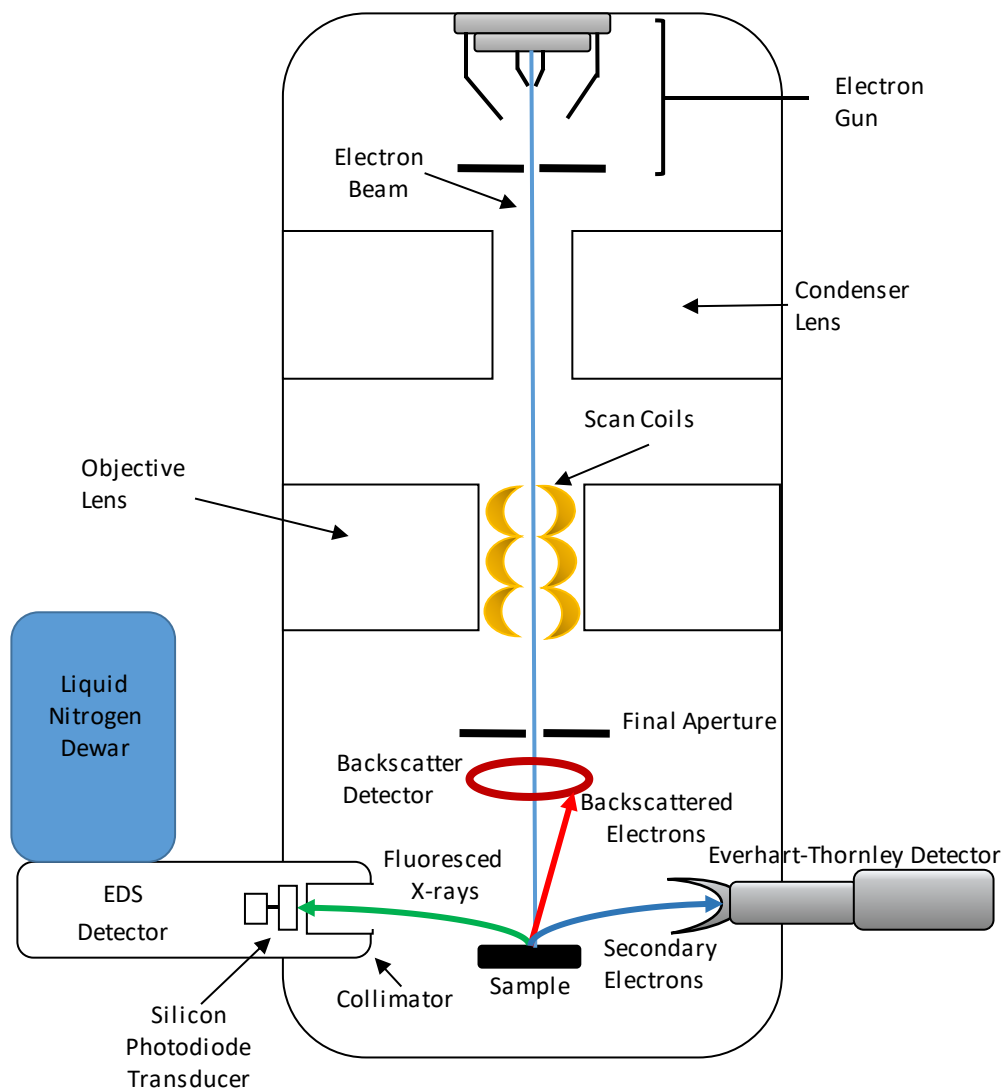 Electron
Gun
Electron
Beam
Condenser
Lens
Scan Coils
Objective
Lens
Liquid
Nitrogen
Dewar
Final Aperture
Backscatter
Detector
Backscattered
Electrons
Everhart-Thornley Detector
Fluoresced
X-rays
EDS
Detector
Secondary
Electrons
Sample
Collimator
Silicon
Photodiode
Transducer